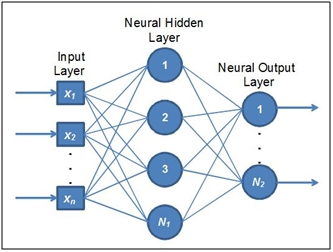 Neural Hidden
Layer
Input
Layer
Neural Output
Layer
x1
x2
xn
1
2
3
N1
1
N2